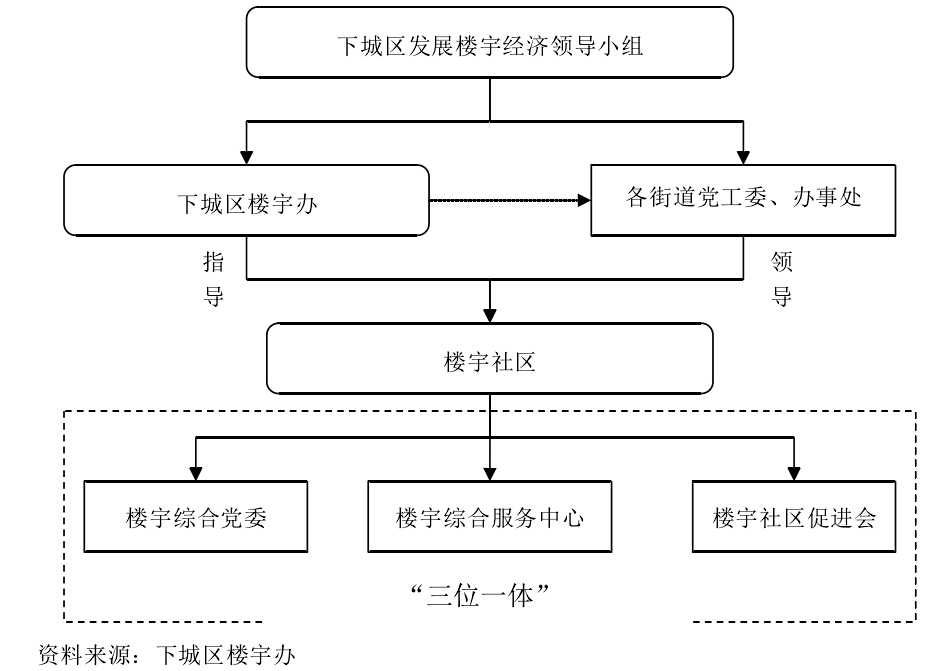 下城区发展楼宇经济领导小组
下城区楼宇办
各街道党工委、办事处
指
导
领
导
楼宇社区
楼宇综合党委
楼宇综合服务中心
楼宇社区促进会
“三位一体”
资料来源：下城区楼宇办